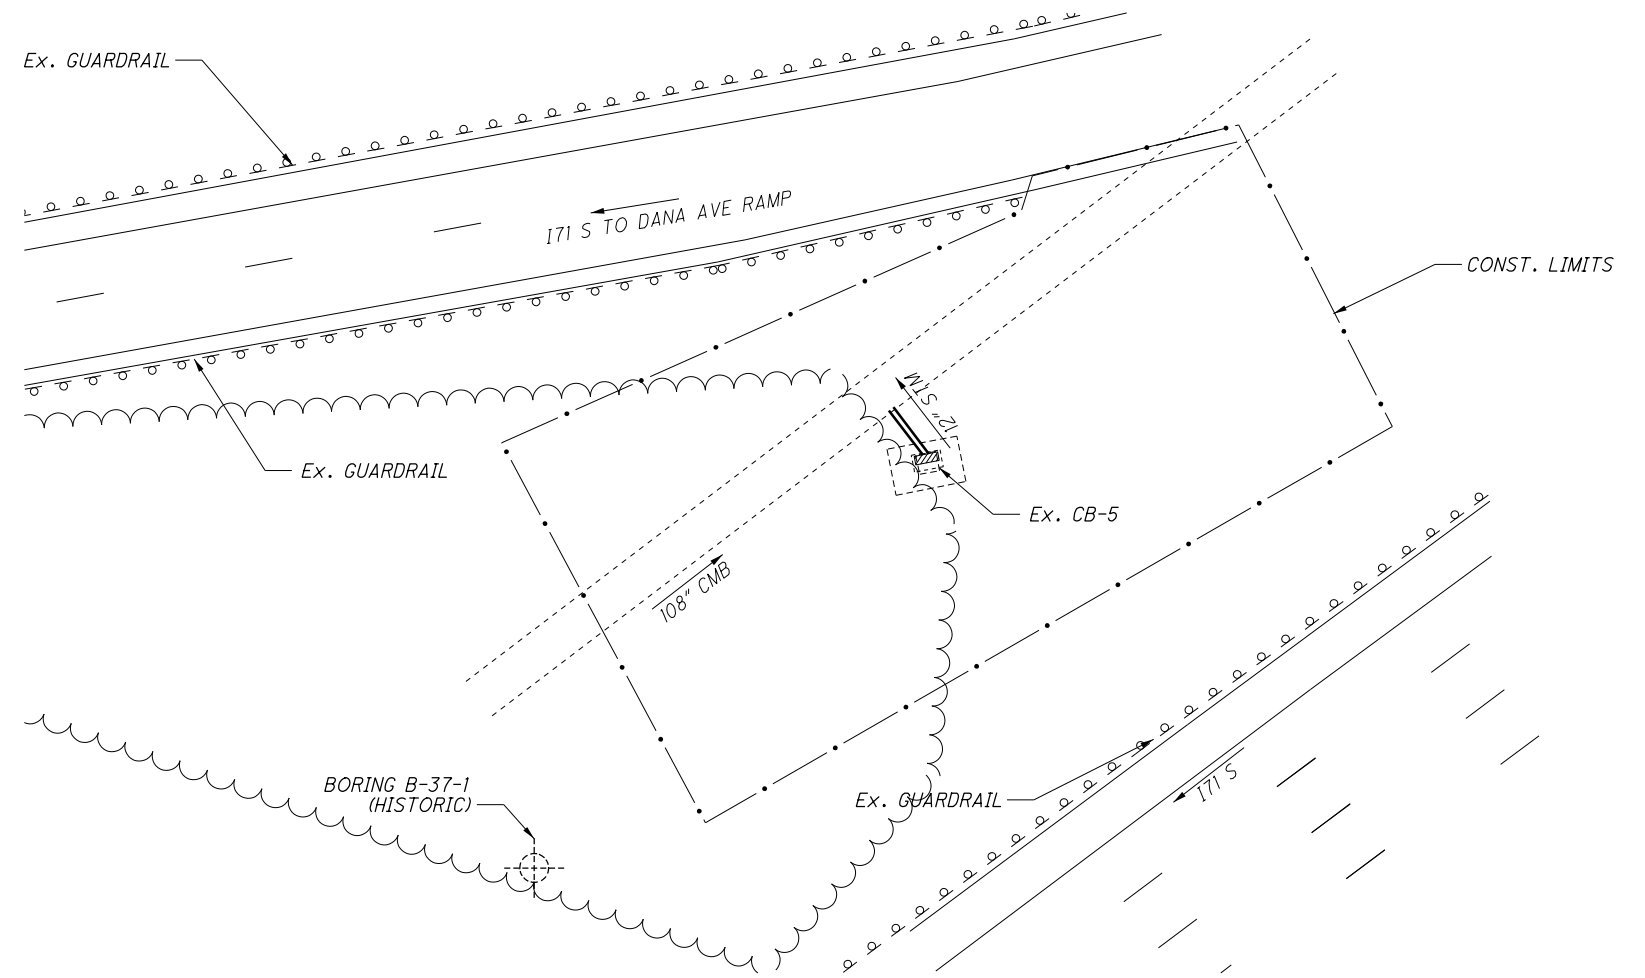 Ex. GUARDRAIL
I71 S TO DANA AVE RAMP
CONST. LIMITS
12" STM
Ex. GUARDRAIL
Ex. CB-5
108" CMB
BORING B-37-1
(HISTORIC)
Ex. GUARDRAIL
I71 S